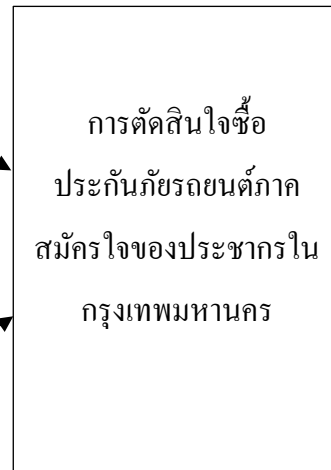 การตัดสินใจซื้อ
ประกันภัยรถยนต์ภาค
สมัครใจของประชากรใน
กรุงเทพมหานคร